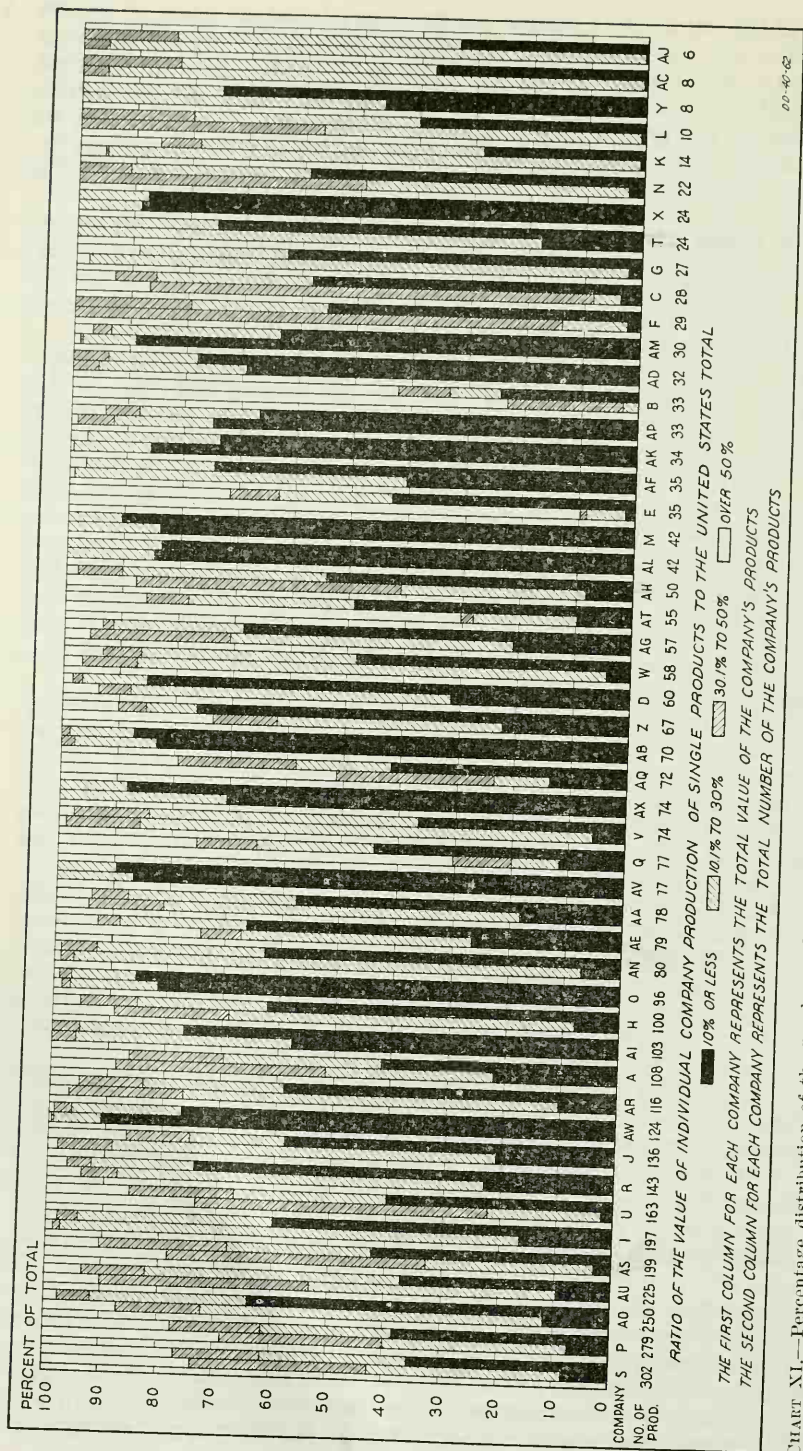 PERCENT OF TOTAL
100
90
80
70
60
50
40
30
20
10
0
COMPANY S P AO AU AS I U R J AW AR A AI H O AN AE AA AV Q V AX AQ AB Z D W AG AT AH AL M E AF AK AP B AD AM F C G T X N K L Y AC AJ
NO. OF
PROD. 302 279 250 225 199 197 163 143 136 124 116 108 103 100 96 80 79 78 77 77 74 74 72 70 67 60 58 57 55 50 42 42 35 35 34 33 33 32 30 29 28 27 24 24 22 14 10 8 8 6
RATIO OF THE VALUE OF INDIVIDUAL COMPANY PRODUCTION OF SINGLE PRODUCTS TO THE UNITED STATES TOTAL
10% OR LESS 10.1% TO 30% 30.1% TO 50% OVER 50%
THE FIRST COLUMN FOR EACH COMPANY REPRESENTS THE TOTAL VALUE OF THE COMPANY'S PRODUCTS
THE SECOND COLUMN FOR EACH COMPANY REPRESENTS THE TOTAL NUMBER OF THE COMPANY'S PRODUCTS
DD-40-62
CHART XI.—Percentage distribution of the